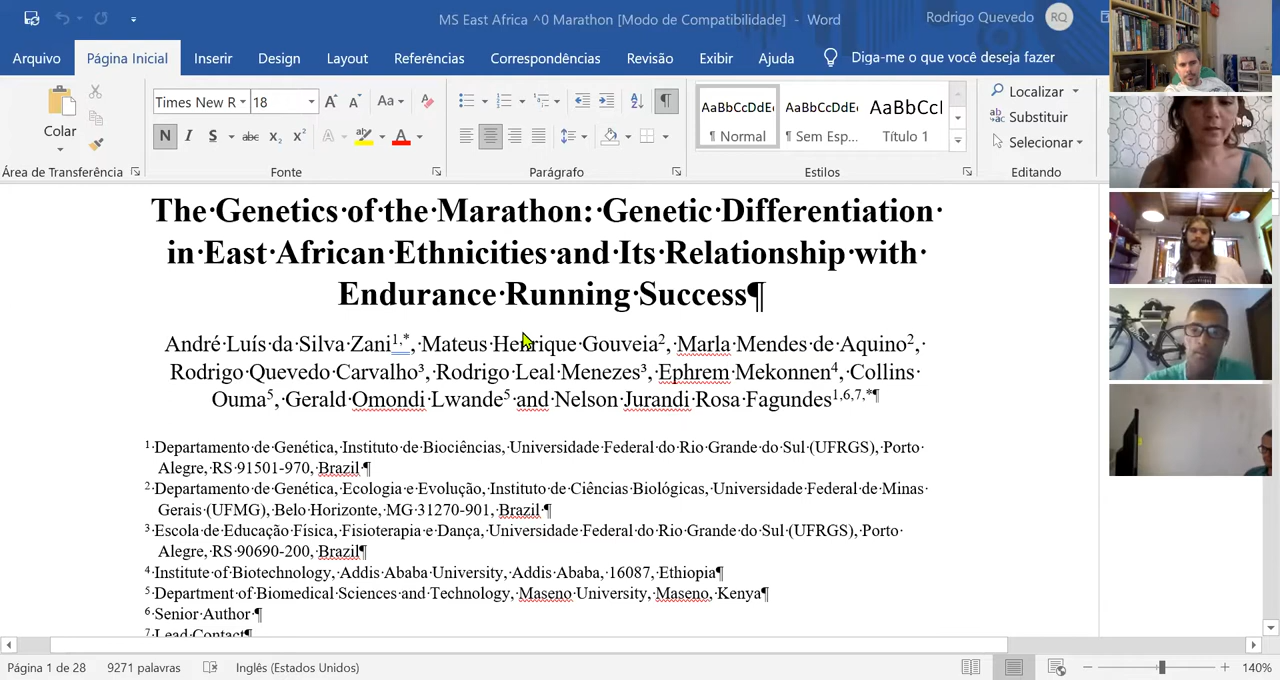 MS East Africa ^0 Marathon [Modo de Compatibilidade] - Word
Rodrigo Quevedo
RQ
Arquivo
Página Inicial
Inserir
Design
Layout
Referências
Correspondências
Revisão
Exibir
Ajuda
Diga-me o que você deseja fazer
Colar
Área de Transferência
Times New R
18
Aa
N I S abc x₂ x²
Fonte
Parágrafo
AaBbCcDdEe AaBbCcDdEe AaBbCcI
¶ Normal ¶ Sem Esp... Título 1
Estilos
Localizar
Substituir
Selecionar
Editando
The·Genetics·of·the·Marathon:·Genetic·Differentiation·
in·East·African·Ethnicities·and·Its·Relationship·with·
Endurance·Running·Success¶
André·Luís·da·Silva·Zani¹,*,·Mateus·Henrique·Gouveia²,·Marla·Mendes·de·Aquino²,·
Rodrigo·Quevedo·Carvalho³,·Rodrigo·Leal·Menezes³,·Ephrem·Mekonnen⁴,·Collins·
Ouma⁵,·Gerald·Omondi·Lwande⁵·and·Nelson·Jurandi·Rosa·Fagundes¹,⁶,⁷,*¶
¹·Departamento·de·Genética,·Instituto·de·Biociências,·Universidade·Federal·do·Rio·Grande·do·Sul·(UFRGS),·Porto·
Alegre,·RS·91501-970,·Brazil·¶
²·Departamento·de·Genética,·Ecologia·e·Evolução,·Instituto·de·Ciências·Biológicas,·Universidade·Federal·de·Minas·
Gerais·(UFMG),·Belo·Horizonte,·MG·31270-901,·Brazil·¶
³·Escola·de·Educação·Física,·Fisioterapia·e·Dança,·Universidade·Federal·do·Rio·Grande·do·Sul·(UFRGS),·Porto·
Alegre,·RS·90690-200,·Brazil¶
⁴·Institute·of·Biotechnology,·Addis·Ababa·University,·Addis·Ababa,·16087,·Ethiopia¶
⁵·Department·of·Biomedical·Sciences·and·Technology,·Maseno·University,·Maseno,·Kenya¶
⁶·Senior·Author·¶
⁷·Lead·Contact¶
Página 1 de 28
9271 palavras
Inglês (Estados Unidos)
140%